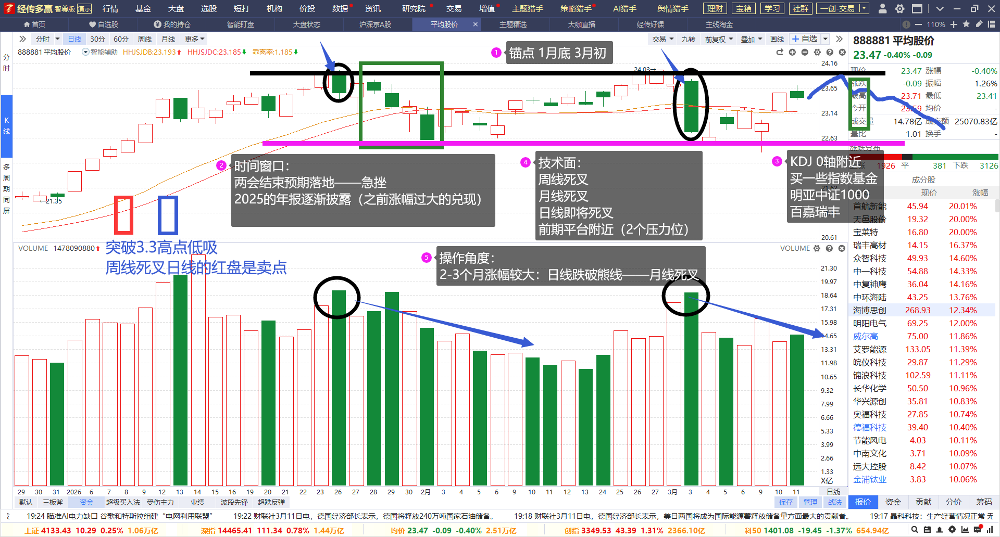 经传多赢 智尊版 演示 行情 基金 大盘 选股 短打 机构 价投 数据 资讯 研究院 交易 增值 主题猎手 策略猎手 AI猎手 舆情猎手 理财 宝箱 学习 社群 一创-交易
首页 自选股 我的持仓 智能盯盘 大盘状态 沪深京A股 平均股价 主题精选 大咖直播 经传好课 主线淘金 110%
分时 日线 30分 60分 周线 月线 更多 交易 九转 前复权 叠加 画线 自选
888881 平均股价
23.47 -0.40% -0.09
888881 平均股价 智能辅助 HHJSJDB:23.193 HHJSJDC:23.185 乖离率:1.185
分时
K线
多周期同屏
1 锚点 1月底 3月初
24.03
21.35
24.16
23.65
23.14
22.63
21.62
20.61
现价 23.47 涨幅 -0.40%
涨跌 -0.09 振幅 1.26%
最高 23.71 最低 23.41
今开 23.59 均价 -
成交量 14.78亿 成交额 25070.83亿
量比 1.01 换手 -
涨跌分布
上涨 1926 平 381 下跌 3126
2 时间窗口：
两会结束预期落地——急挫
2025的年报逐渐披露（之前涨幅过大的兑现）
4 技术面：
周线死叉
月线死叉
日线即将死叉
前期平台附近（2个压力位）
3 KDJ 0轴附近
买一些指数基金
明亚中证1000
百嘉瑞丰
5 操作角度：
2-3个月涨幅较大：日线跌破熊线——月线死叉
突破3.3高点低吸
周线死叉日线的红盘是卖点
VOLUME 1478090880
VOLUME
21.30
19.97
18.64
17.31
15.98
14.65
13.31
11.98
10.65
9.32
7.99
6.66
5.33
3.99
2.66
1.33
X亿
成分股
现价 涨幅
首航新能 45.94 20.01%
天邑股份 19.32 20.00%
宝莱特 16.80 20.00%
瑞丰高材 14.15 16.37%
众智科技 49.93 14.60%
中一科技 54.88 14.33%
中复神鹰 36.04 14.16%
中环海陆 43.25 13.76%
海博思创 268.93 12.34%
明阳电气 69.25 12.00%
威尔高 75.00 11.86%
艾罗能源 133.05 11.39%
皖仪科技 29.87 11.29%
锦浪科技 102.59 11.11%
长华化学 50.50 10.96%
华兴源创 35.81 10.83%
奥福科技 27.85 10.74%
德福科技 39.40 10.40%
节能风电 4.03 10.11%
中南文化 3.71 10.09%
远大控股 8.42 10.07%
金浦钛业 3.83 10.06%
29 30 31 2026 6 7 8 9 12 13 14 15 16 19 20 21 22 23 26 27 28 29 30 2月 3 4 5 6 9 10 11 12 13 24 25 26 27 3月 3 4 5 6 9 10 11 日线
默认 三板斧 资金 超级买入法 受伤主力 业绩 波段先锋 超跌反弹 保存 管理 战法 报价 资金 贡献 分价 筹码
19:24 瞄准AI电力缺口 谷歌和特斯拉组建“电网利用联盟” 19:22 财联社3月11日电，德国经济部长表示，德国将释放240万吨国家石油储备。 19:18 财联社3月11日电，德国经济部长表示，美日两国将成为国际能源署释放储备量方面最大的贡献者。 19:17 晶科科技：生产经营情况正常 无
上证 4133.43 10.29 0.25% 1.06万亿 深指 14465.41 111.34 0.78% 1.44万亿 均价 23.47 -0.09 -0.40% 2.51万亿 创指 3349.53 43.39 1.31% 2366.10亿 科50 1401.08 -19.45 -1.37% 654.94亿